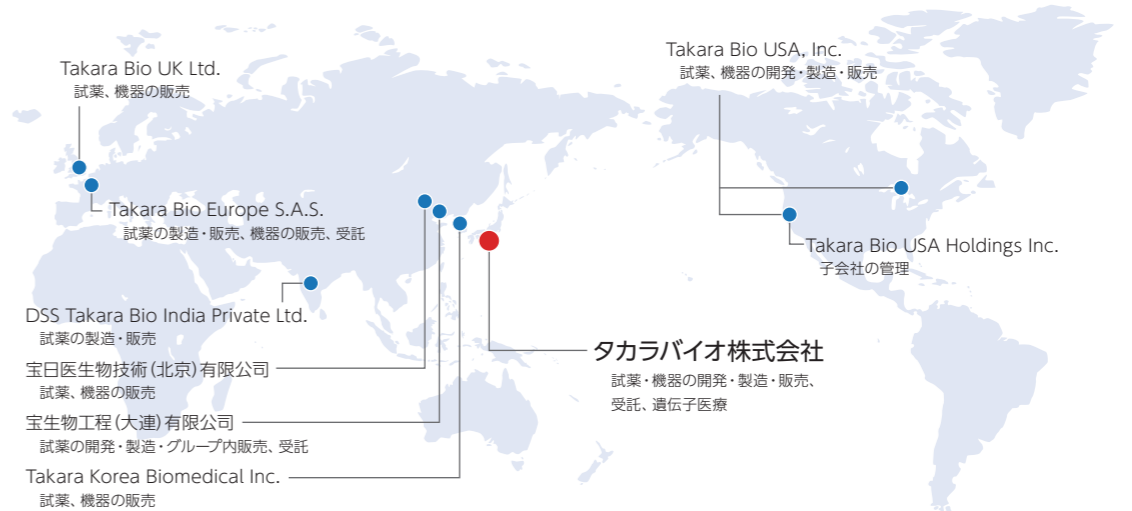 Takara Bio UK Ltd.
試薬、機器の販売
Takara Bio Europe S.A.S.
試薬の製造・販売、機器の販売、受託
DSS Takara Bio India Private Ltd.
試薬の製造・販売
宝日医生物技術(北京)有限公司
試薬、機器の販売
宝生物工程(大連)有限公司
試薬の開発・製造・グループ内販売、受託
Takara Korea Biomedical Inc.
試薬、機器の販売
タカラバイオ株式会社
試薬・機器の開発・製造・販売、
受託、遺伝子医療
Takara Bio USA, Inc.
試薬、機器の開発・製造・販売
Takara Bio USA Holdings Inc.
子会社の管理